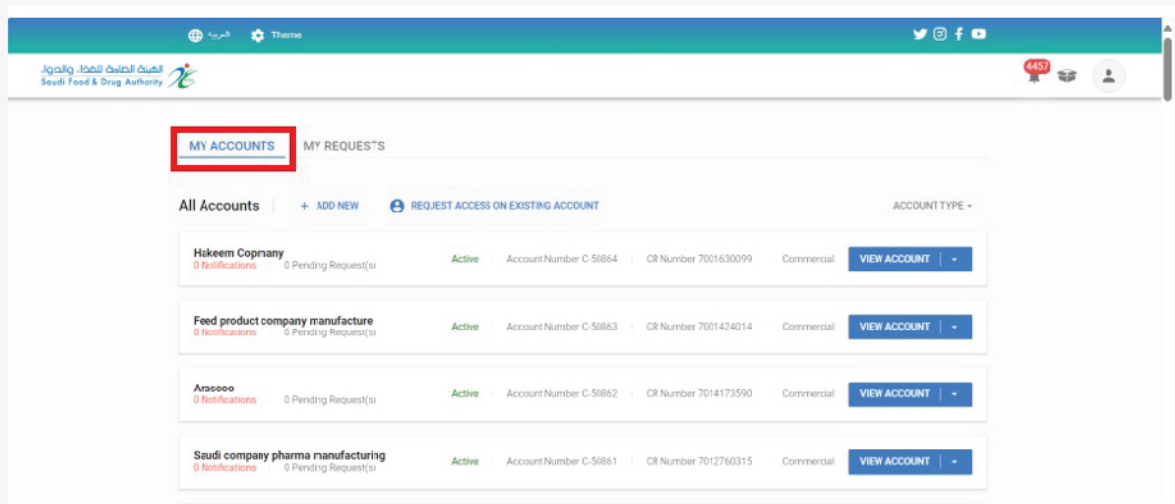 العربية Theme
الهيئة العامة للغذاء والدواء
Saudi Food & Drug Authority
4457
MY ACCOUNTS MY REQUESTS
All Accounts + ADD NEW REQUEST ACCESS ON EXISTING ACCOUNT ACCOUNT TYPE
Hakeem Copmany
0 Notifications 0 Pending Request(s)
Active Account Number C-50864 CR Number 7001630099 Commercial VIEW ACCOUNT
Feed product company manufacture
0 Notifications 0 Pending Request(s)
Active Account Number C-50863 CR Number 7001424014 Commercial VIEW ACCOUNT
0 Notifications 0 Pending Request(s)
Active Account Number C-50862 CR Number 7014173590 Commercial VIEW ACCOUNT
Saudi company pharma manufacturing
0 Notifications 0 Pending Request(s)
Active Account Number C-50861 CR Number 7012760315 Commercial VIEW ACCOUNT